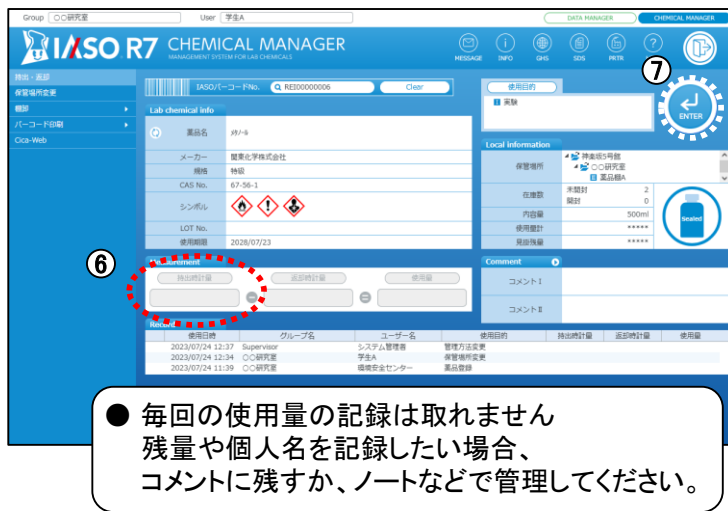 Group ○○研究室 User 学生A DATA MANAGER CHEMICAL MANAGER
IASO R7 CHEMICAL MANAGER
MANAGEMENT SYSTEM FOR LAB CHEMICALS
MESSAGE INFO GHS SDS PRTR
⑦
ENTER
持出・返却
保管場所変更
棚卸
バーコード印刷
Cica-Web
IASOバーコードNo. REI00000006 Clear
使用目的
1 実験
Lab chemical info
薬品名 メタノール
メーカー 関東化学株式会社
規格 特級
CAS No. 67-56-1
シンボル
LOT No.
使用期限 2028/07/23
Local information
保管場所 神楽坂5号館
○○研究室
薬品棚A
在庫数 未開封 2
開封 0
内容量 500ml
使用累計 *****
見掛残量 *****
Sealed
⑥
Measurement
持出時計量 返却時計量 使用量
Comment
コメントⅠ
コメントⅡ
Record
使用日時 グループ名 ユーザー名 使用目的 持出時計量 返却時計量 使用量
2023/07/24 12:37 Supervisor システム管理者 管理方法変更
2023/07/24 12:34 ○○研究室 学生A 保管場所変更
2023/07/24 11:39 ○○研究室 環境安全センター 薬品登録
● 毎回の使用量の記録は取れません
残量や個人名を記録したい場合、
コメントに残すか、ノートなどで管理してください。